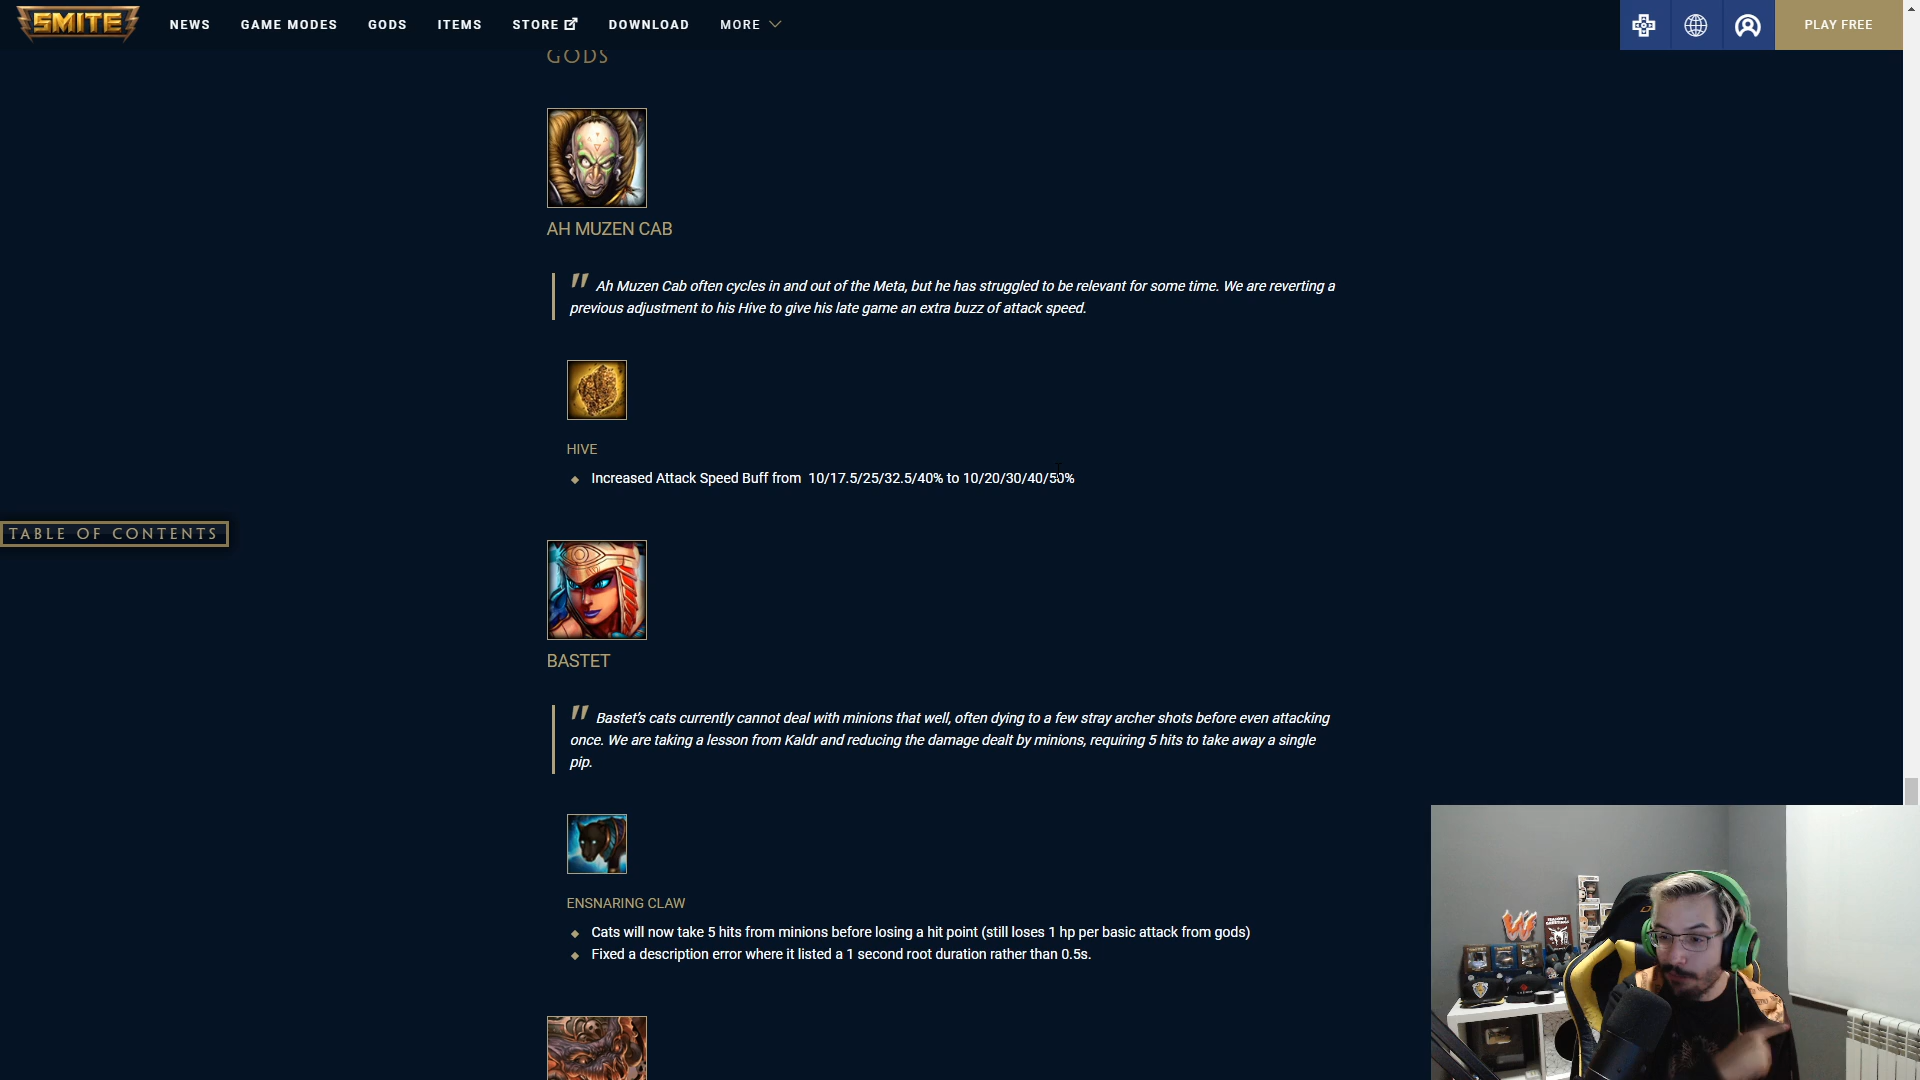 SMITE
NEWS
GAME MODES
GODS
ITEMS
STORE
DOWNLOAD
MORE
PLAY FREE
GODS
AH MUZEN CAB
" Ah Muzen Cab often cycles in and out of the Meta, but he has struggled to be relevant for some time. We are reverting a
previous adjustment to his Hive to give his late game an extra buzz of attack speed.
HIVE
Increased Attack Speed Buff from 10/17.5/25/32.5/40% to 10/20/30/40/50%
TABLE OF CONTENTS
BASTET
" Bastet’s cats currently cannot deal with minions that well, often dying to a few stray archer shots before even attacking
once. We are taking a lesson from Kaldr and reducing the damage dealt by minions, requiring 5 hits to take away a single
pip.
ENSNARING CLAW
Cats will now take 5 hits from minions before losing a hit point (still loses 1 hp per basic attack from gods)
Fixed a description error where it listed a 1 second root duration rather than 0.5s.